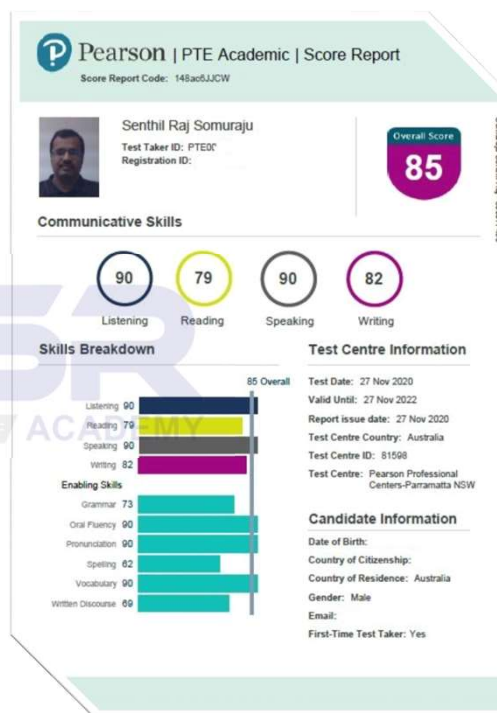 Pearson | PTE Academic | Score Report
Score Report Code: 148ac6JJCW
Senthil Raj Somuraju
Test Taker ID: PTE0
Registration ID:
Overall Score
85
Communicative Skills
90 79 90 82
Listening Reading Speaking Writing
SR
ACADEMY
Skills Breakdown
85 Overall
Listening 90
Reading 79
Speaking 90
Writing 82
Enabling Skills
Grammar 73
Oral Fluency 90
Pronunciation 90
Spelling 62
Vocabulary 90
Written Discourse 69
Test Centre Information
Test Date: 27 Nov 2020
Valid Until: 27 Nov 2022
Report issue date: 27 Nov 2020
Test Centre Country: Australia
Test Centre ID: 81598
Test Centre: Pearson Professional
Centers-Parramatta NSW
Candidate Information
Date of Birth:
Country of Citizenship:
Country of Residence: Australia
Gender: Male
Email:
First-Time Test Taker: Yes